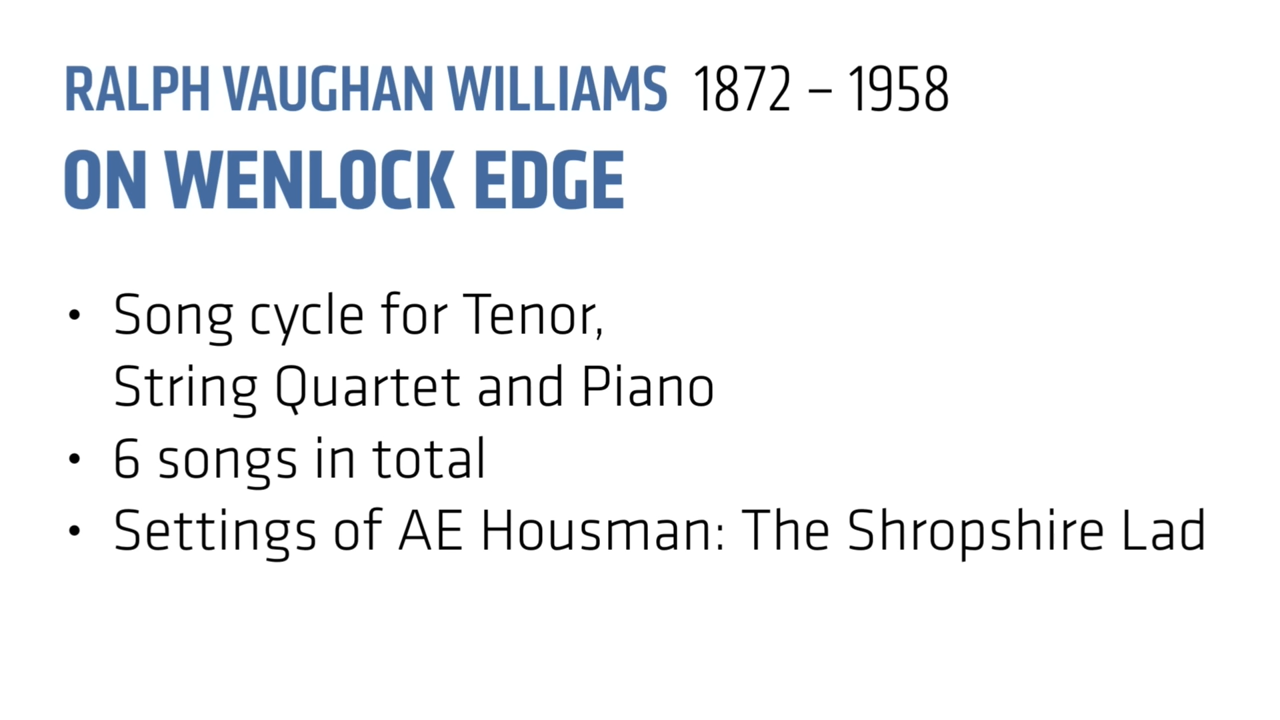 RALPH VAUGHAN WILLIAMS 1872 – 1958
ON WENLOCK EDGE
• Song cycle for Tenor,
String Quartet and Piano
• 6 songs in total
• Settings of AE Housman: The Shropshire Lad